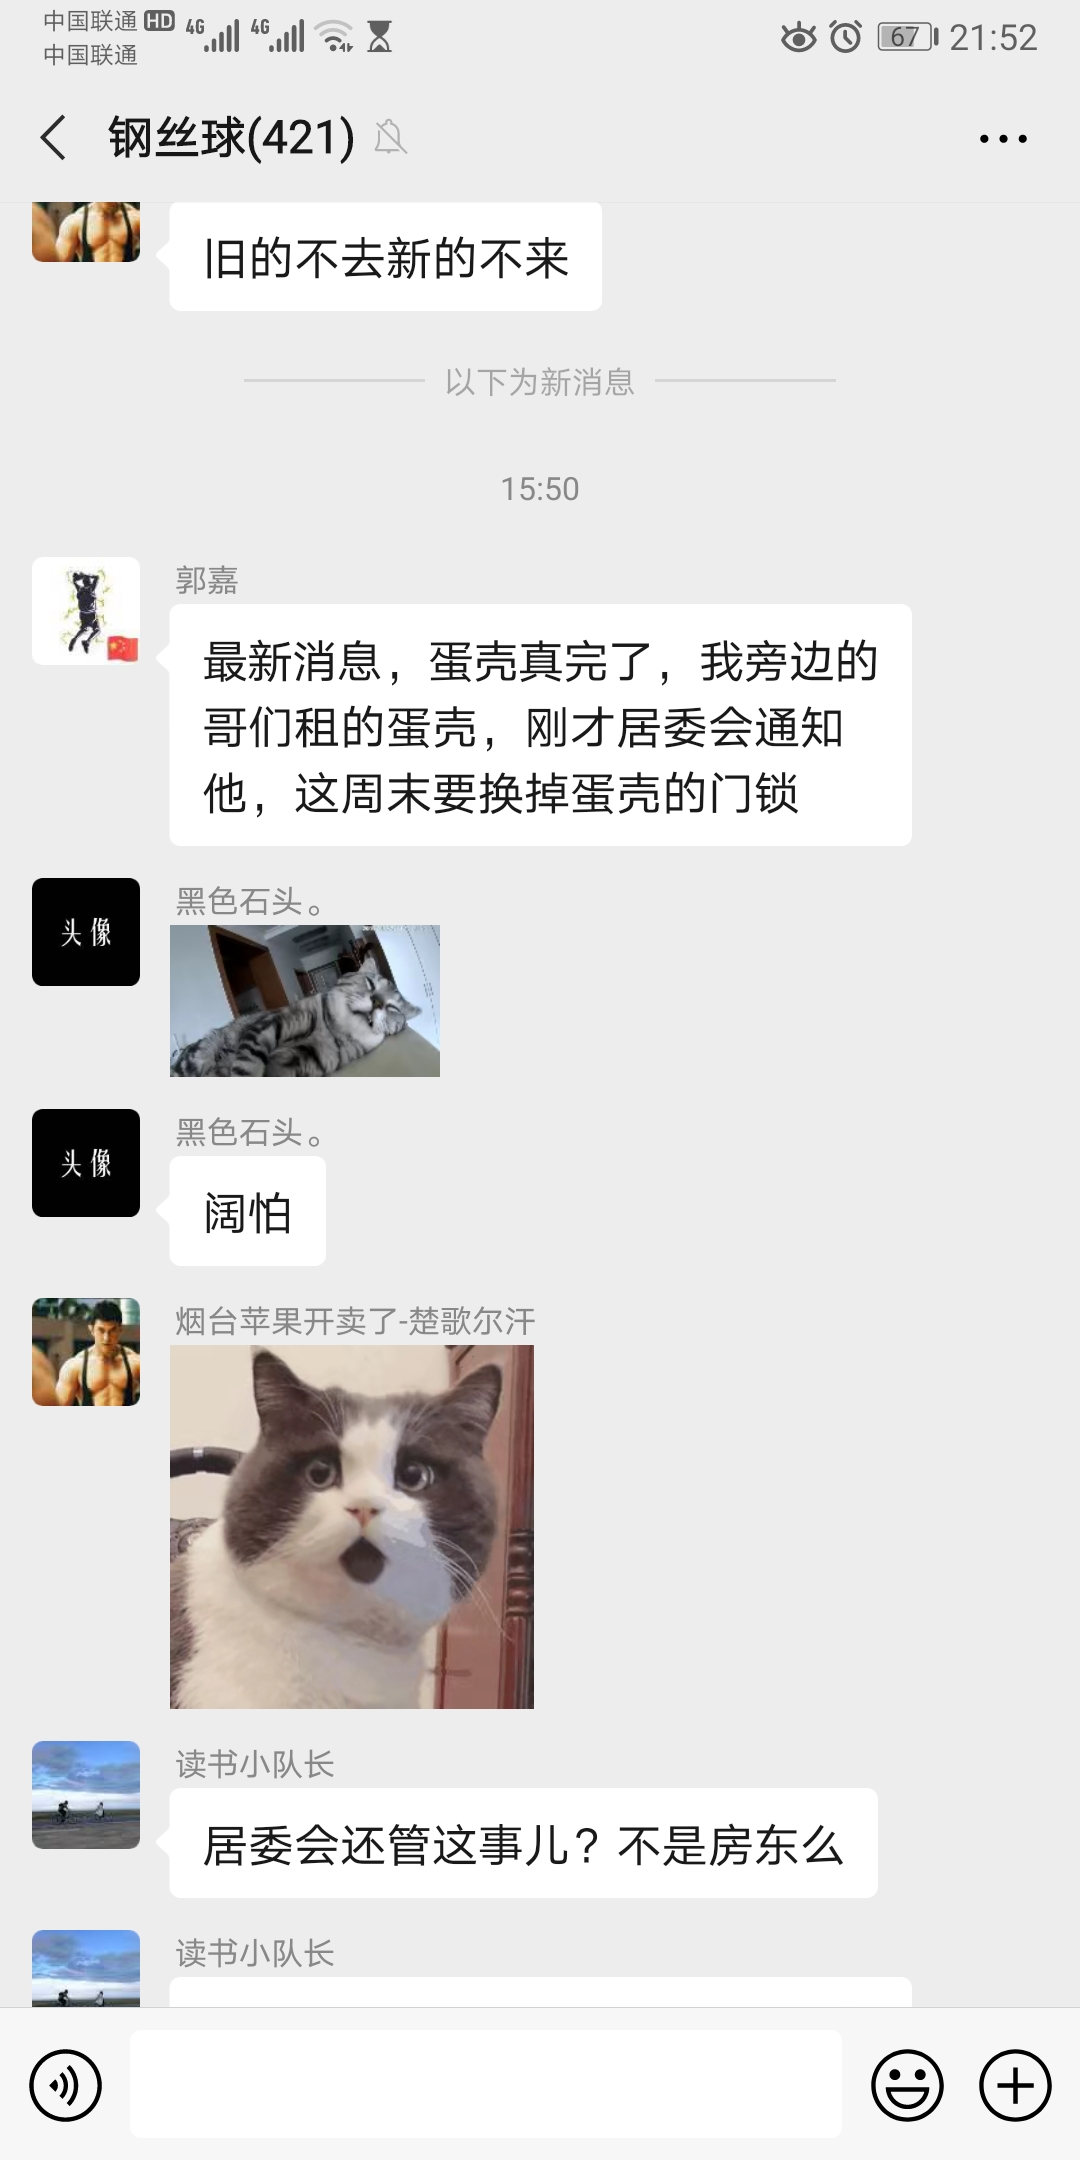 中国联通 HD 4G 4G 67 21:52
中国联通
钢丝球(421)
旧的不去新的不来
以下为新消息
15:50
郭嘉
最新消息，蛋壳真完了，我旁边的
哥们租的蛋壳，刚才居委会通知
他，这周末要换掉蛋壳的门锁
头像
黑色石头。
头像
黑色石头。
阔怕
烟台苹果开卖了-楚歌尔汗
读书小队长
居委会还管这事儿？不是房东么
读书小队长